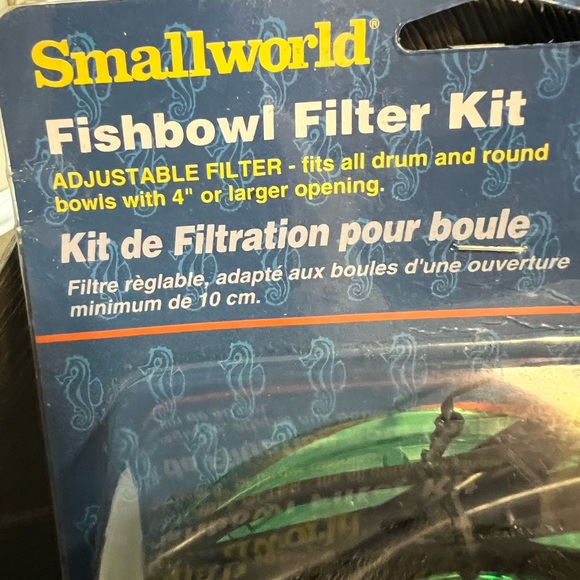 Smallworld®
Fishbowl Filter Kit
ADJUSTABLE FILTER - fits all drum and round
bowls with 4" or larger opening.
Kit de Filtration pour boule
Filtre règlable, adapté aux boules d'une ouverture
minimum de 10 cm.